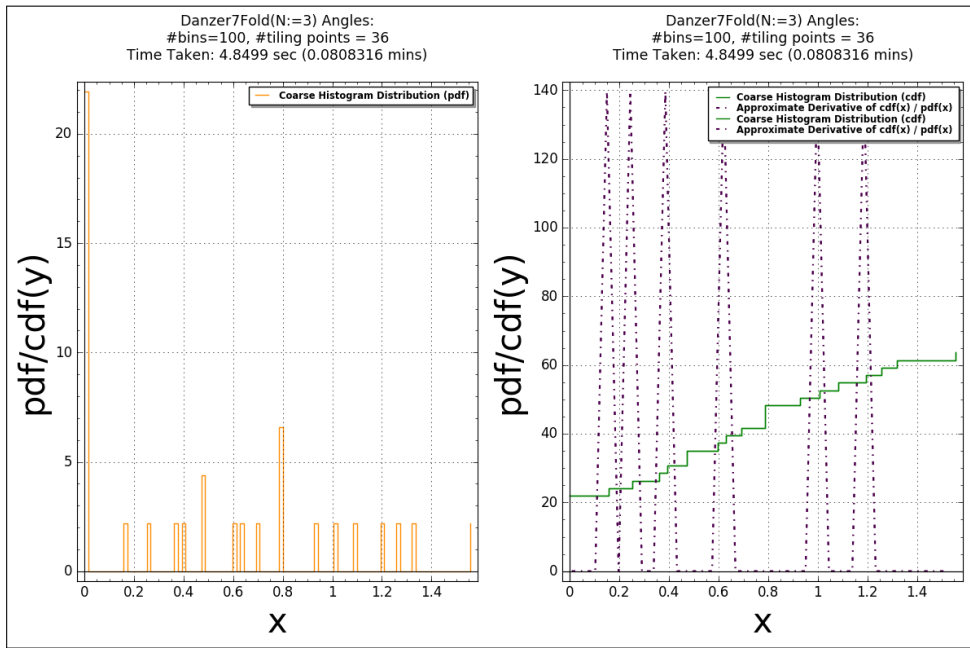 Danzer7Fold(N:=3) Angles:
#bins=100, #tiling points = 36
Time Taken: 4.8499 sec (0.0808316 mins)
Coarse Histogram Distribution (pdf)
20
15
10
5
0
pdf/cdf(y)
0
0.2
0.4
0.6
0.8
1
1.2
1.4
x
Danzer7Fold(N:=3) Angles:
#bins=100, #tiling points = 36
Time Taken: 4.8499 sec (0.0808316 mins)
Coarse Histogram Distribution (cdf)
Approximate Derivative of cdf(x) / pdf(x)
Coarse Histogram Distribution (cdf)
Approximate Derivative of cdf(x) / pdf(x)
140
120
100
80
60
40
20
0
pdf/cdf(y)
0
0.2
0.4
0.6
0.8
1
1.2
1.4
x